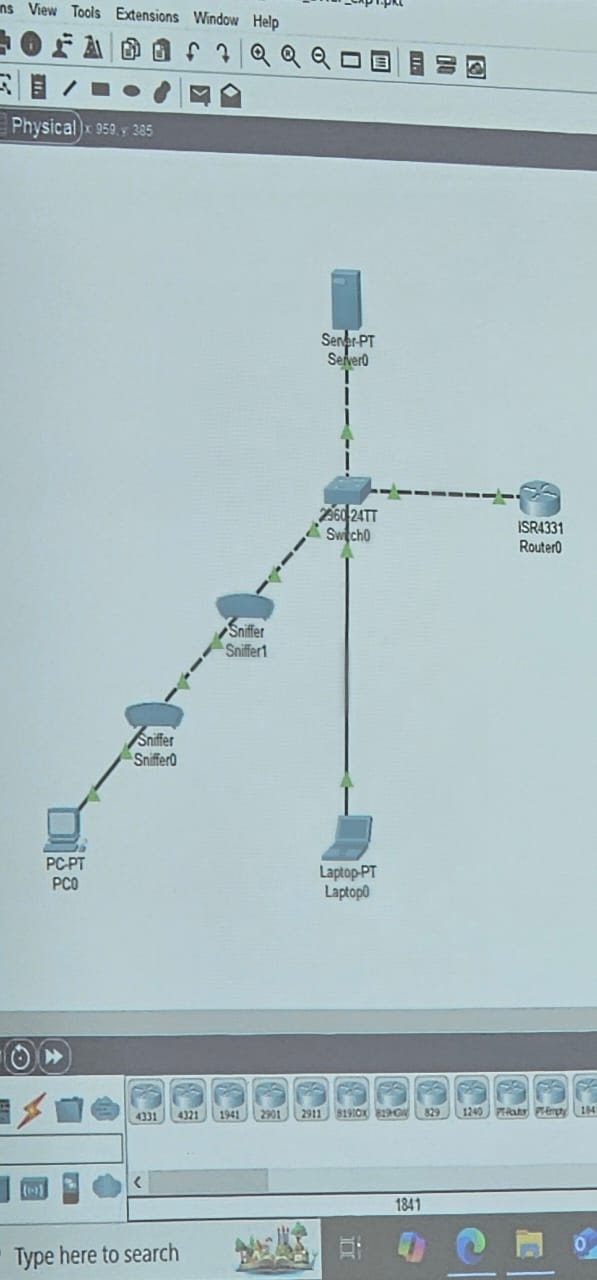 ns View Tools Extensions Window Help
Physical x: 959, y: 385
Server-PT
Server0
2960-24TT
Switch0
ISR4331
Router0
Sniffer
Sniffer1
Sniffer
Sniffer0
PC-PT
PC0
Laptop-PT
Laptop0
4331 4321 1941 2901 2911 819IOX 819HGW 829 1240 PT-Router PT-Empty 184
1841
Type here to search